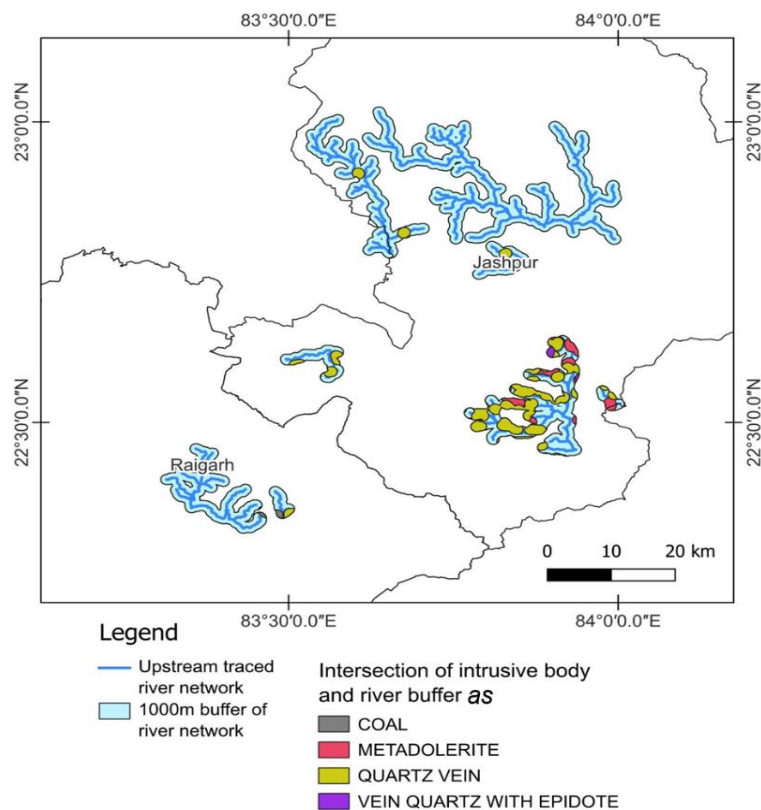 83°30′0.0″E 84°0′0.0″E
23°0′0.0″N 23°0′0.0″N
Jashpur
22°30′0.0″N 22°30′0.0″N
Raigarh
0 10 20 km
83°30′0.0″E 84°0′0.0″E
Legend
Upstream traced
river network
1000m buffer of
river network
Intersection of intrusive body
and river buffer as
COAL
METADOLERITE
QUARTZ VEIN
VEIN QUARTZ WITH EPIDOTE